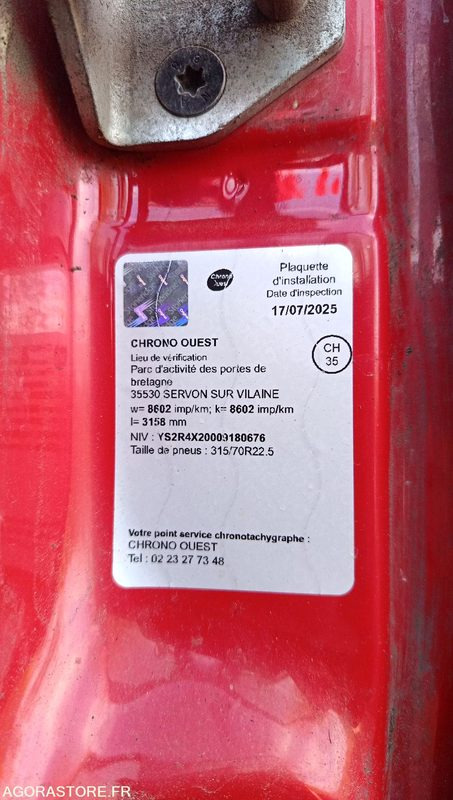 Chrono
Ouest
Plaquette
d'installation
Date d'inspection
17/07/2025
CHRONO OUEST
Lieu de vérification
Parc d'activité des portes de
bretagne
35530 SERVON SUR VILAINE
CH
35
w= 8602 imp/km; k= 8602 imp/km
l= 3158 mm
NIV : YS2R4X20009180676
Taille de pneus : 315/70R22.5
Votre point service chronotachygraphe :
CHRONO OUEST
Tel : 02 23 27 73 48
AGORASTORE.FR